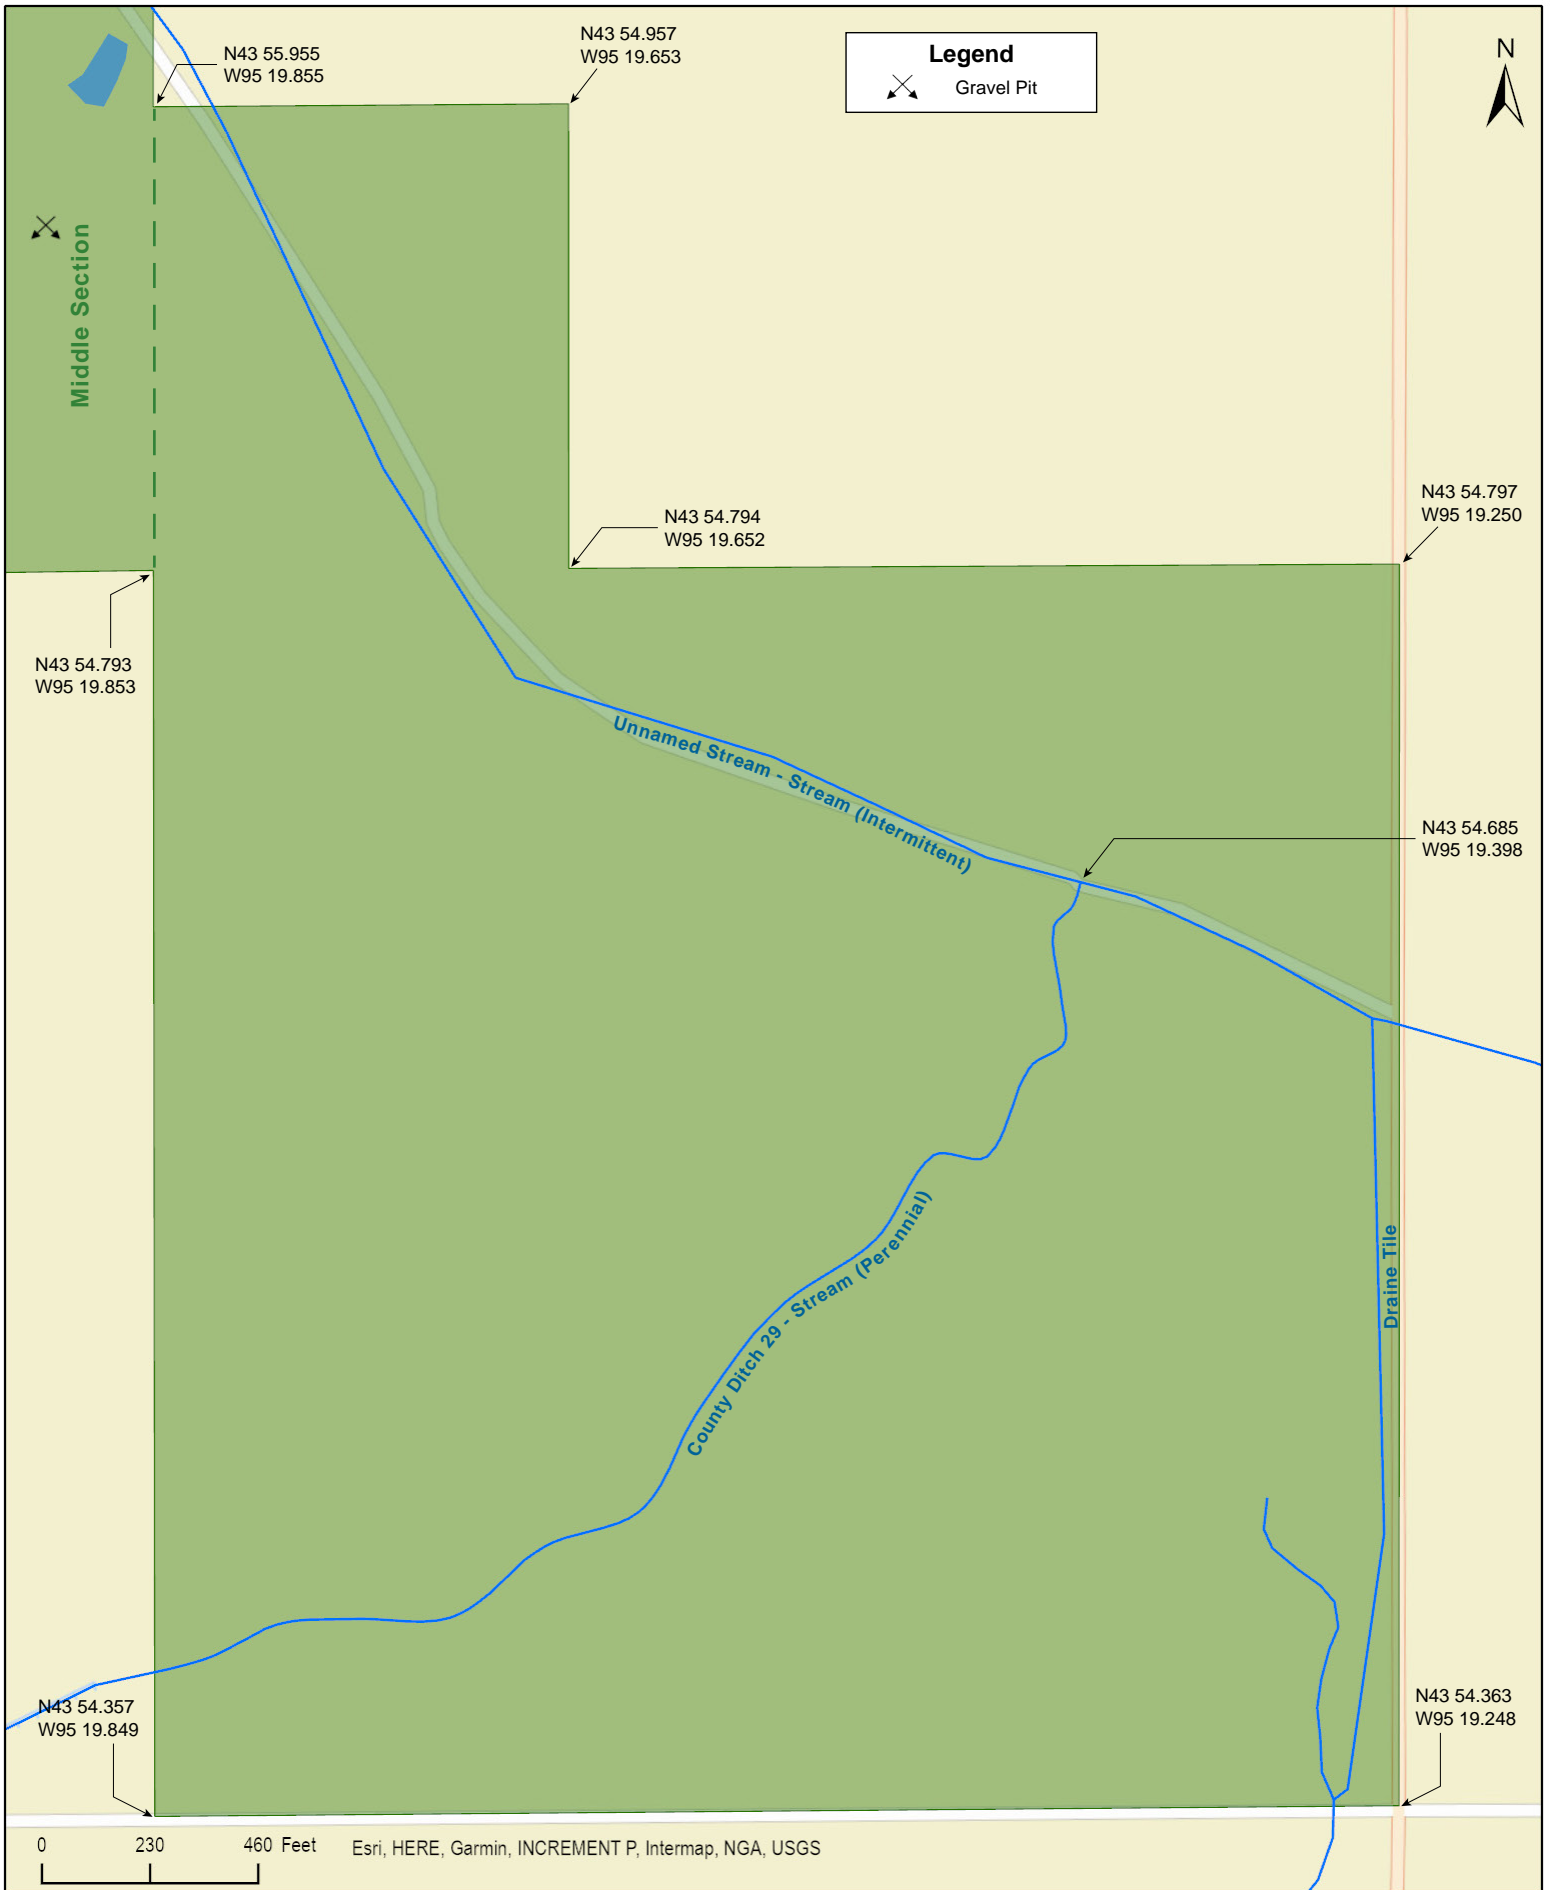 N43 54.957
W95 19.653
N43 55.955
W95 19.855
Legend
Gravel Pit
N
Middle Section
N43 54.797
W95 19.250
N43 54.794
W95 19.652
N43 54.793
W95 19.853
Unnamed Stream - Stream (Intermittent)
N43 54.685
W95 19.398
County Ditch 29 - Stream (Perennial)
Draine Tile
N43 54.357
W95 19.849
N43 54.363
W95 19.248
0 230 460 Feet
Esri, HERE, Garmin, INCREMENT P, Intermap, NGA, USGS